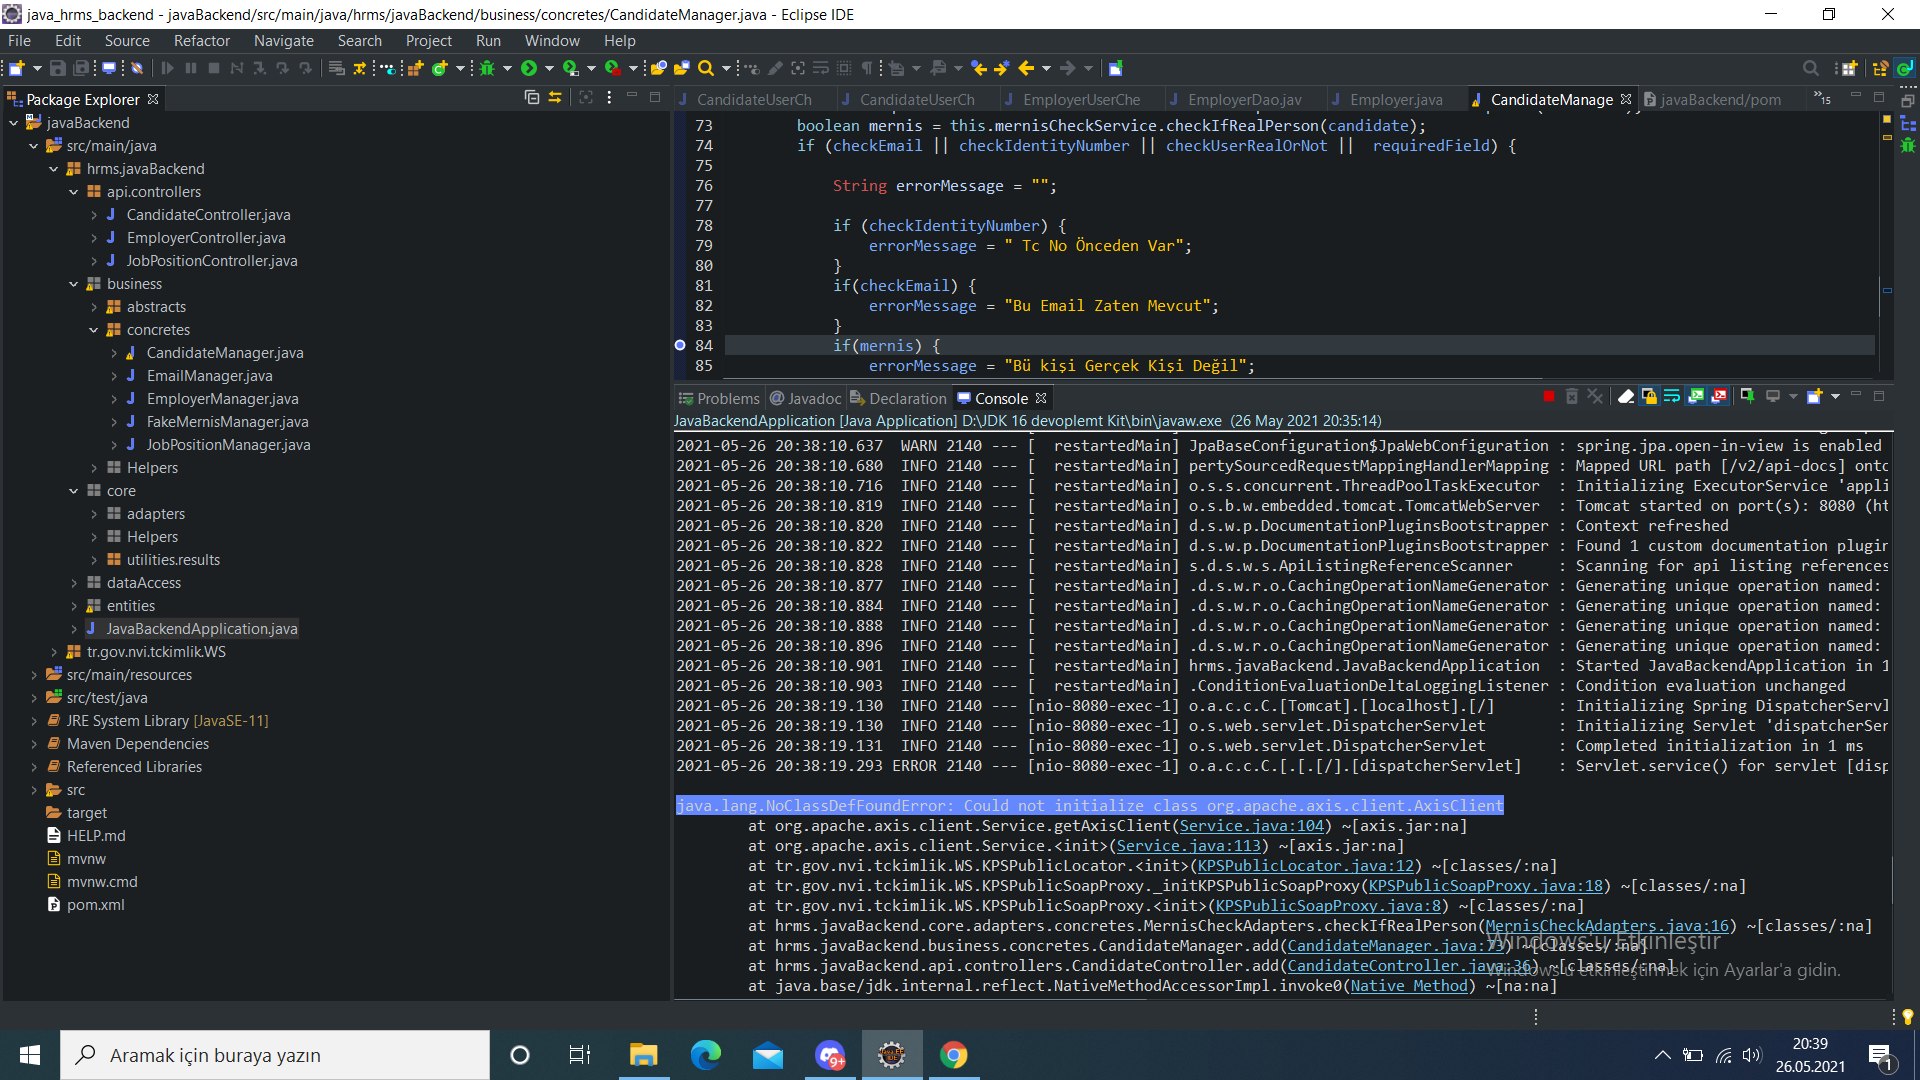 java_hrms_backend - javaBackend/src/main/java/hrms/javaBackend/business/concretes/CandidateManager.java - Eclipse IDE
File Edit Source Refactor Navigate Search Project Run Window Help
Package Explorer
javaBackend
src/main/java
hrms.javaBackend
api.controllers
CandidateController.java
EmployerController.java
JobPositionController.java
business
abstracts
concretes
CandidateManager.java
EmailManager.java
EmployerManager.java
FakeMernisManager.java
JobPositionManager.java
Helpers
core
adapters
Helpers
utilities.results
dataAccess
entities
JavaBackendApplication.java
tr.gov.nvi.tckimlik.WS
src/main/resources
src/test/java
JRE System Library [JavaSE-11]
Maven Dependencies
Referenced Libraries
src
target
HELP.md
mvnw
mvnw.cmd
pom.xml
CandidateUserCh CandidateUserCh EmployerUserChe EmployerDao.jav Employer.java CandidateManage javaBackend/pom »15
73 boolean mernis = this.mernisCheckService.checkIfRealPerson(candidate);
74 if (checkEmail || checkIdentityNumber || checkUserRealOrNot || requiredField) {
75
76 String errorMessage = "";
77
78 if (checkIdentityNumber) {
79 errorMessage = " Tc No Önceden Var";
80 }
81 if(checkEmail) {
82 errorMessage = "Bu Email Zaten Mevcut";
83 }
84 if(mernis) {
85 errorMessage = "Bü kişi Gerçek Kişi Değil";
Problems Javadoc Declaration Console
JavaBackendApplication [Java Application] D:\JDK 16 devoplemt Kit\bin\javaw.exe (26 May 2021 20:35:14)
2021-05-26 20:38:10.637 WARN 2140 --- [ restartedMain] JpaBaseConfiguration$JpaWebConfiguration : spring.jpa.open-in-view is enabled
2021-05-26 20:38:10.680 INFO 2140 --- [ restartedMain] pertySourcedRequestMappingHandlerMapping : Mapped URL path [/v2/api-docs] onto
2021-05-26 20:38:10.716 INFO 2140 --- [ restartedMain] o.s.s.concurrent.ThreadPoolTaskExecutor : Initializing ExecutorService 'appli
2021-05-26 20:38:10.819 INFO 2140 --- [ restartedMain] o.s.b.w.embedded.tomcat.TomcatWebServer : Tomcat started on port(s): 8080 (ht
2021-05-26 20:38:10.820 INFO 2140 --- [ restartedMain] d.s.w.p.DocumentationPluginsBootstrapper : Context refreshed
2021-05-26 20:38:10.822 INFO 2140 --- [ restartedMain] d.s.w.p.DocumentationPluginsBootstrapper : Found 1 custom documentation plugin
2021-05-26 20:38:10.828 INFO 2140 --- [ restartedMain] s.d.s.w.s.ApiListingReferenceScanner : Scanning for api listing references
2021-05-26 20:38:10.877 INFO 2140 --- [ restartedMain] .d.s.w.r.o.CachingOperationNameGenerator : Generating unique operation named:
2021-05-26 20:38:10.884 INFO 2140 --- [ restartedMain] .d.s.w.r.o.CachingOperationNameGenerator : Generating unique operation named:
2021-05-26 20:38:10.888 INFO 2140 --- [ restartedMain] .d.s.w.r.o.CachingOperationNameGenerator : Generating unique operation named:
2021-05-26 20:38:10.896 INFO 2140 --- [ restartedMain] .d.s.w.r.o.CachingOperationNameGenerator : Generating unique operation named:
2021-05-26 20:38:10.901 INFO 2140 --- [ restartedMain] hrms.javaBackend.JavaBackendApplication : Started JavaBackendApplication in 1
2021-05-26 20:38:10.903 INFO 2140 --- [ restartedMain] .ConditionEvaluationDeltaLoggingListener : Condition evaluation unchanged
2021-05-26 20:38:19.130 INFO 2140 --- [nio-8080-exec-1] o.a.c.c.C.[Tomcat].[localhost].[/] : Initializing Spring DispatcherServl
2021-05-26 20:38:19.130 INFO 2140 --- [nio-8080-exec-1] o.s.web.servlet.DispatcherServlet : Initializing Servlet 'dispatcherSer
2021-05-26 20:38:19.131 INFO 2140 --- [nio-8080-exec-1] o.s.web.servlet.DispatcherServlet : Completed initialization in 1 ms
2021-05-26 20:38:19.293 ERROR 2140 --- [nio-8080-exec-1] o.a.c.c.C.[.[.[/].[dispatcherServlet] : Servlet.service() for servlet [disp
java.lang.NoClassDefFoundError: Could not initialize class org.apache.axis.client.AxisClient
at org.apache.axis.client.Service.getAxisClient(Service.java:104) ~[axis.jar:na]
at org.apache.axis.client.Service.<init>(Service.java:113) ~[axis.jar:na]
at tr.gov.nvi.tckimlik.WS.KPSPublicLocator.<init>(KPSPublicLocator.java:12) ~[classes/:na]
at tr.gov.nvi.tckimlik.WS.KPSPublicSoapProxy._initKPSPublicSoapProxy(KPSPublicSoapProxy.java:18) ~[classes/:na]
at tr.gov.nvi.tckimlik.WS.KPSPublicSoapProxy.<init>(KPSPublicSoapProxy.java:8) ~[classes/:na]
at hrms.javaBackend.core.adapters.concretes.MernisCheckAdapters.checkIfRealPerson(MernisCheckAdapters.java:16) ~[classes/:na]
at hrms.javaBackend.business.concretes.CandidateManager.add(CandidateManager.java:73) ~[classes/:na]
at hrms.javaBackend.api.controllers.CandidateController.add(CandidateController.java:36) ~[classes/:na]
at java.base/jdk.internal.reflect.NativeMethodAccessorImpl.invoke0(Native Method) ~[na:na]
Windows'u Etkinleştir
Windows'u etkinleştirmek için Ayarlar'a gidin.
Aramak için buraya yazın
9+
20:39
26.05.2021
1